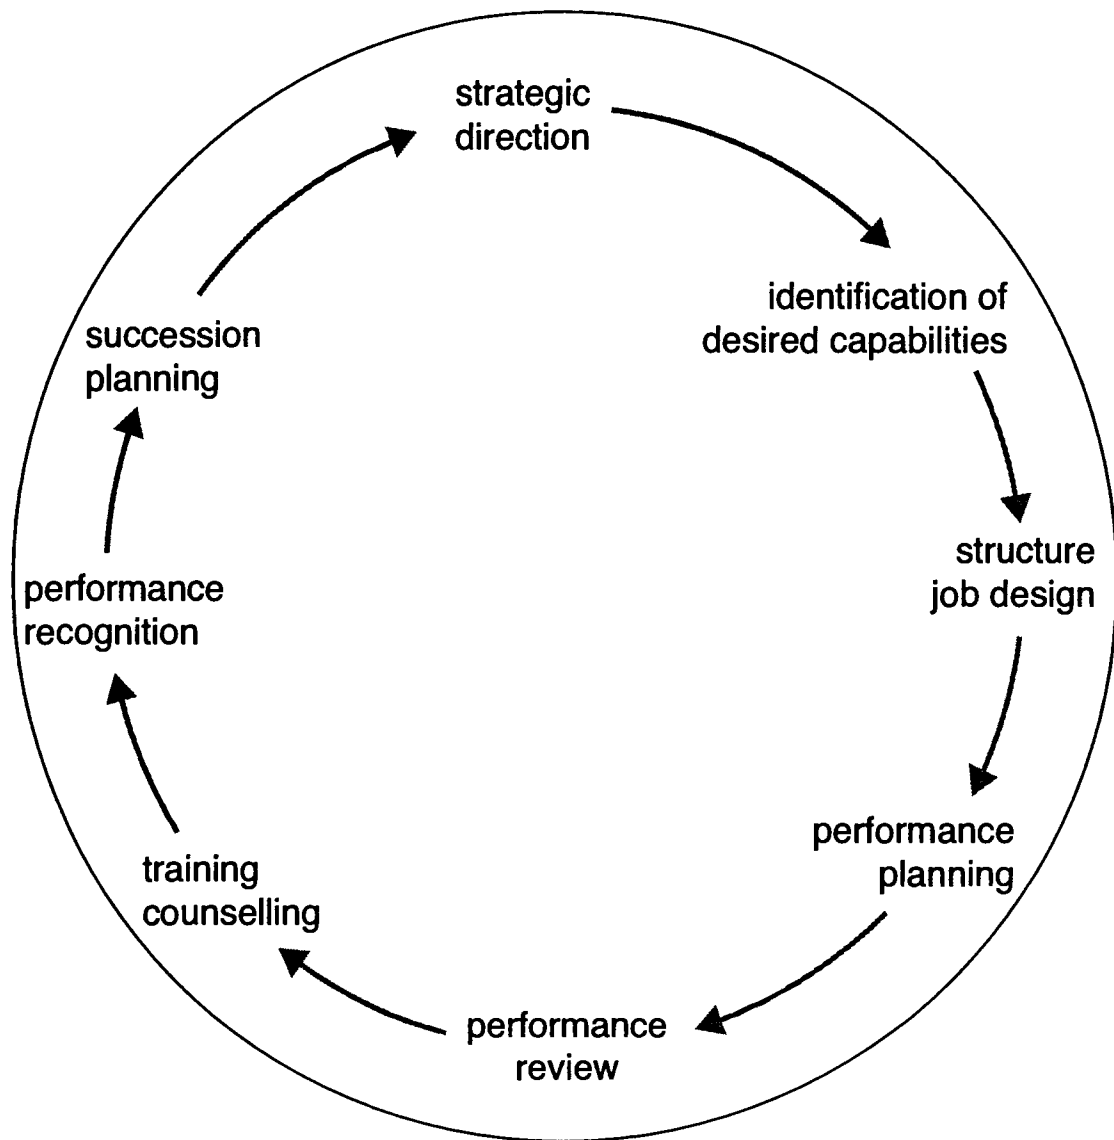 strategic
direction
identification of
desired capabilities
structure
job design
performance
planning
performance
review
training
counselling
performance
recognition
succession
planning